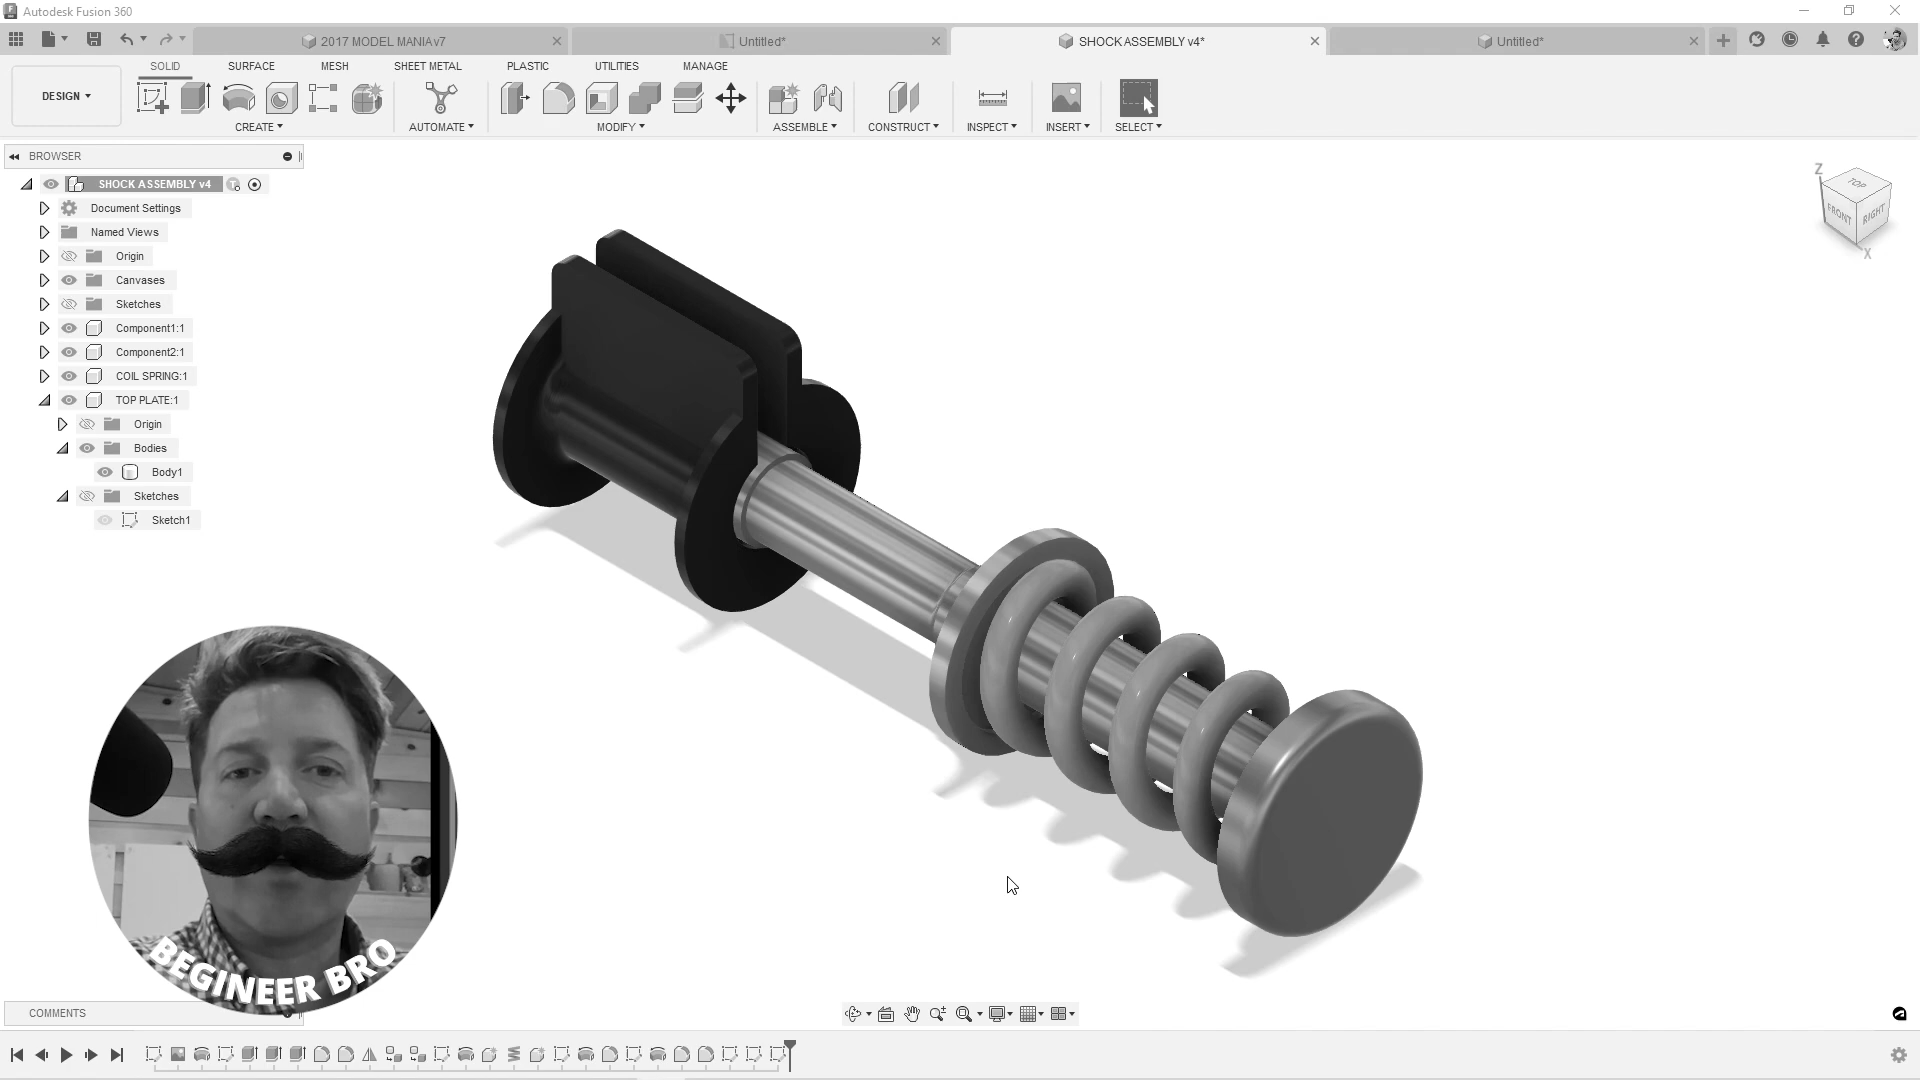 Autodesk Fusion 360
2017 MODEL MANIA v7
Untitled*
SHOCK ASSEMBLY v4*
Untitled*
SOLID
SURFACE
MESH
SHEET METAL
PLASTIC
UTILITIES
MANAGE
DESIGN
CREATE
AUTOMATE
MODIFY
ASSEMBLE
CONSTRUCT
INSPECT
INSERT
SELECT
BROWSER
SHOCK ASSEMBLY v4
Document Settings
Named Views
Origin
Canvases
Sketches
Component1:1
Component2:1
COIL SPRING:1
TOP PLATE:1
Origin
Bodies
Body1
Sketches
Sketch1
Z
TOP
FRONT
RIGHT
X
BEGINEER BRO
COMMENTS